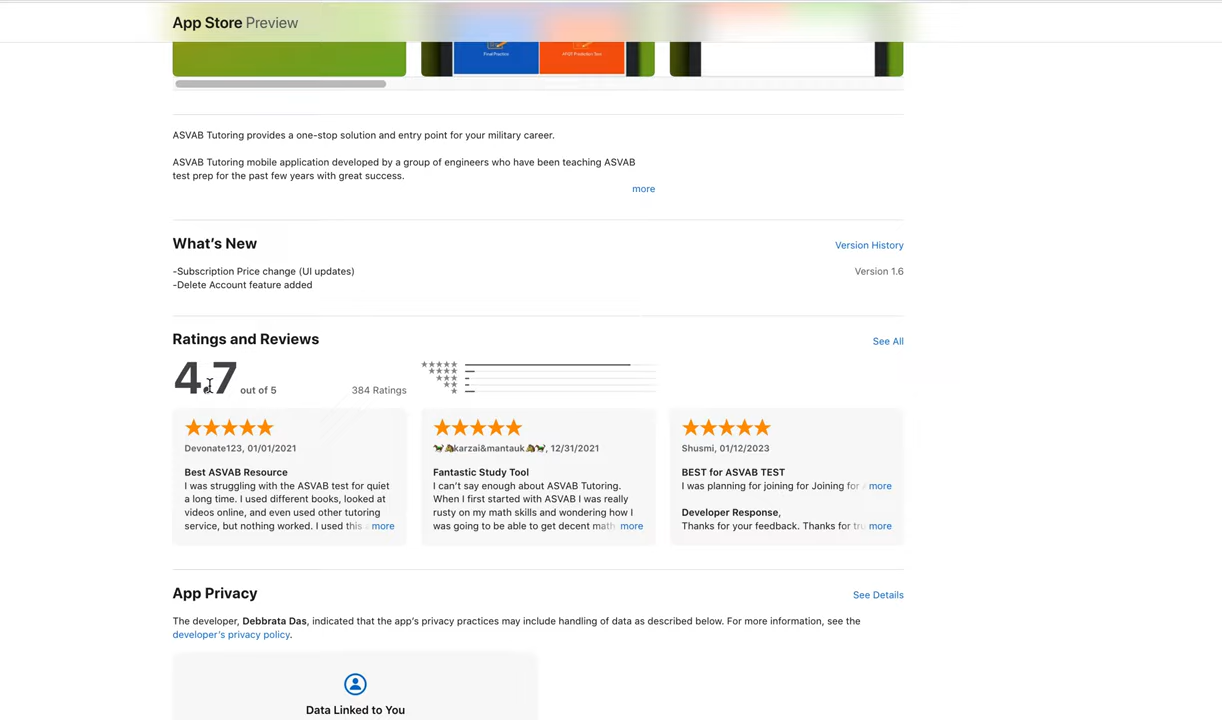 App Store Preview
Final Practice
AFQT Prediction Test
ASVAB Tutoring provides a one-stop solution and entry point for your military career.
ASVAB Tutoring mobile application developed by a group of engineers who have been teaching ASVAB
test prep for the past few years with great success.
more
What's New
Version History
-Subscription Price change (UI updates)
Version 1.6
-Delete Account feature added
Ratings and Reviews
See All
4.7 out of 5
384 Ratings
Devonate123, 01/01/2021
Best ASVAB Resource
I was struggling with the ASVAB test for quiet
a long time. I used different books, looked at
videos online, and even used other tutoring
service, but nothing worked. I used this more
karzai&mantauk, 12/31/2021
Fantastic Study Tool
I can't say enough about ASVAB Tutoring.
When I first started with ASVAB I was really
rusty on my math skills and wondering how I
was going to be able to get decent math more
Shusmi, 01/12/2023
BEST for ASVAB TEST
I was planning for joining for Joining for more
Developer Response,
Thanks for your feedback. Thanks for more
App Privacy
See Details
The developer, Debbrata Das, indicated that the app's privacy practices may include handling of data as described below. For more information, see the
developer's privacy policy.
Data Linked to You